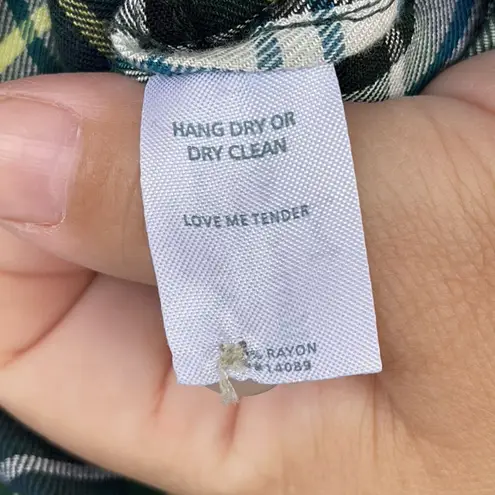 HANG DRY OR
DRY CLEAN
LOVE ME TENDER
% RAYON
14089